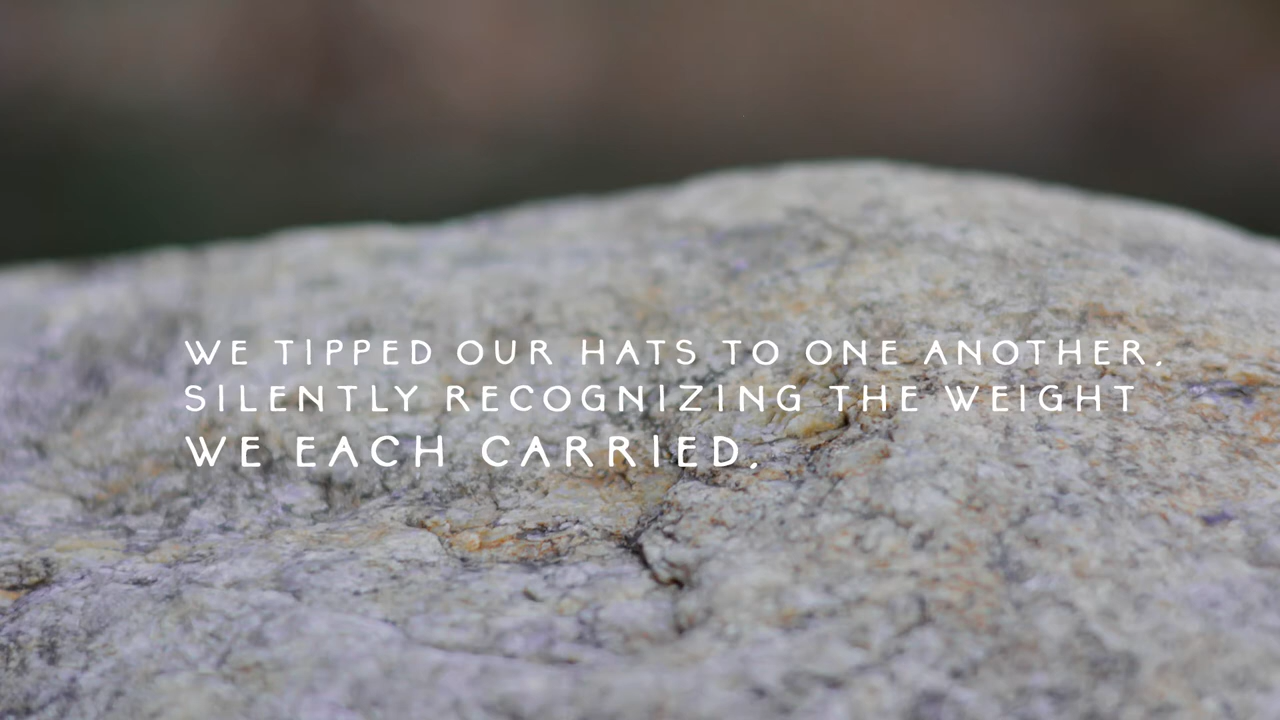 WE TIPPED OUR HATS TO ONE ANOTHER,
SILENTLY RECOGNIZING THE WEIGHT
WE EACH CARRIED.